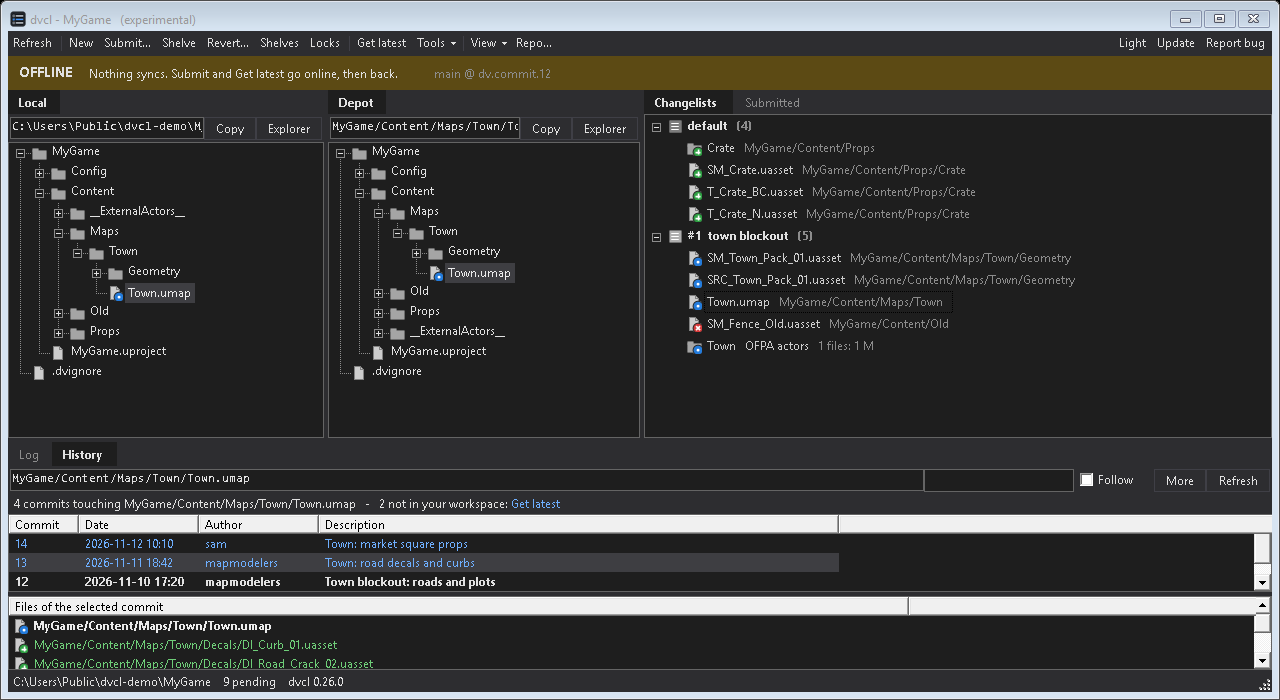 dvcl - MyGame (experimental)
Refresh New Submit... Shelve Revert... Shelves Locks Get latest Tools View Repo... Light Update Report bug
OFFLINE Nothing syncs. Submit and Get latest go online, then back. main @ dv.commit.12
Local
C:\Users\Public\dvcl-demo\M Copy Explorer
MyGame
Config
Content
__ExternalActors__
Maps
Town
Geometry
Town.umap
Old
Props
MyGame.uproject
.dvignore
Depot
MyGame/Content/Maps/Town/To Copy Explorer
MyGame
Config
Content
Maps
Town
Geometry
Town.umap
Old
Props
__ExternalActors__
MyGame.uproject
.dvignore
Changelists Submitted
default (4)
Crate MyGame/Content/Props
SM_Crate.uasset MyGame/Content/Props/Crate
T_Crate_BC.uasset MyGame/Content/Props/Crate
T_Crate_N.uasset MyGame/Content/Props/Crate
#1 town blockout (5)
SM_Town_Pack_01.uasset MyGame/Content/Maps/Town/Geometry
SRC_Town_Pack_01.uasset MyGame/Content/Maps/Town/Geometry
Town.umap MyGame/Content/Maps/Town
SM_Fence_Old.uasset MyGame/Content/Old
Town OFPA actors 1 files: 1 M
Log History
MyGame/Content/Maps/Town/Town.umap Follow More Refresh
4 commits touching MyGame/Content/Maps/Town/Town.umap - 2 not in your workspace: Get latest
Commit Date Author Description
14 2026-11-12 10:10 sam Town: market square props
13 2026-11-11 18:42 mapmodelers Town: road decals and curbs
12 2026-11-10 17:20 mapmodelers Town blockout: roads and plots
Files of the selected commit
MyGame/Content/Maps/Town/Town.umap
MyGame/Content/Maps/Town/Decals/DI_Curb_01.uasset
MyGame/Content/Maps/Town/Decals/DI_Road_Crack_02.uasset
C:\Users\Public\dvcl-demo\MyGame 9 pending dvcl 0.26.0